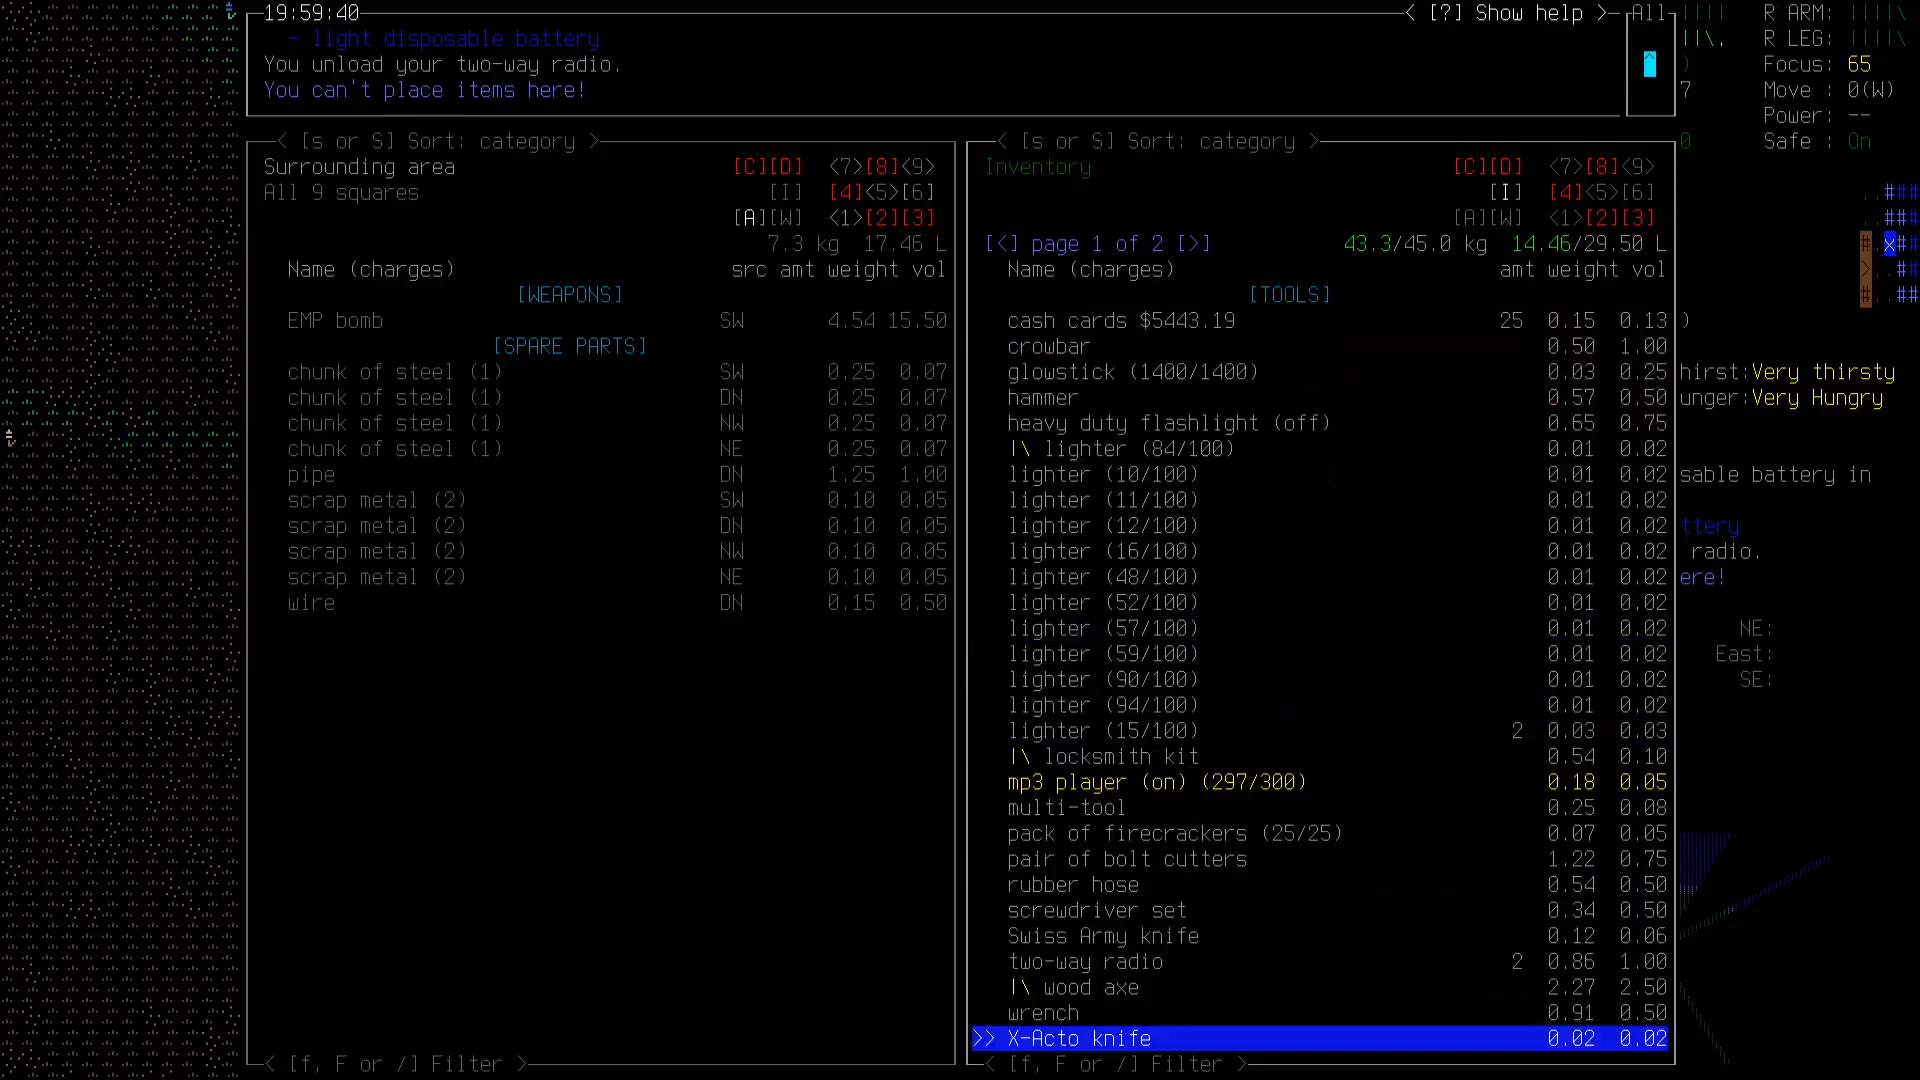 19:59:40 < [?] Show help > All R ARM: ||||\
- light disposable battery ||\. R LEG: ||||\
You unload your two-way radio. ) Focus: 65
You can't place items here! 7 Move : 0(W)
Power: --
< [s or S] Sort: category > < [s or S] Sort: category > 0 Safe : On
Surrounding area [C][D] <7>[8]<9> Inventory [C][D] <7>[8]<9>
All 9 squares [I] [4]<5>[6] [I] [4]<5>[6]
[A][W] <1>[2][3] [A][W] <1>[2][3]
7.3 kg 17.46 L [<] page 1 of 2 [>] 43.3/45.0 kg 14.46/29.50 L
Name (charges) src amt weight vol Name (charges) amt weight vol
[WEAPONS] [TOOLS]
EMP bomb SW 4.54 15.50 cash cards $5443.19 25 0.15 0.13 )
[SPARE PARTS] crowbar 0.50 1.00
chunk of steel (1) SW 0.25 0.07 glowstick (1400/1400) 0.03 0.25 hirst:Very thirsty
chunk of steel (1) DN 0.25 0.07 hammer 0.57 0.50 unger:Very Hungry
chunk of steel (1) NW 0.25 0.07 heavy duty flashlight (off) 0.65 0.75
chunk of steel (1) NE 0.25 0.07 |\ lighter (84/100) 0.01 0.02
pipe DN 1.25 1.00 lighter (10/100) 0.01 0.02 sable battery in
scrap metal (2) SW 0.10 0.05 lighter (11/100) 0.01 0.02
scrap metal (2) DN 0.10 0.05 lighter (12/100) 0.01 0.02 ttery
scrap metal (2) NW 0.10 0.05 lighter (16/100) 0.01 0.02 radio.
scrap metal (2) NE 0.10 0.05 lighter (48/100) 0.01 0.02 ere!
wire DN 0.15 0.50 lighter (52/100) 0.01 0.02
lighter (57/100) 0.01 0.02 NE:
lighter (59/100) 0.01 0.02 East:
lighter (90/100) 0.01 0.02 SE:
lighter (94/100) 0.01 0.02
lighter (15/100) 2 0.03 0.03
|\ locksmith kit 0.54 0.10
mp3 player (on) (297/300) 0.18 0.05
multi-tool 0.25 0.08
pack of firecrackers (25/25) 0.07 0.05
pair of bolt cutters 1.22 0.75
rubber hose 0.54 0.50
screwdriver set 0.34 0.50
Swiss Army knife 0.12 0.06
two-way radio 2 0.86 1.00
|\ wood axe 2.27 2.50
wrench 0.91 0.50
>> X-Acto knife 0.02 0.02
< [f, F or /] Filter > < [f, F or /] Filter >